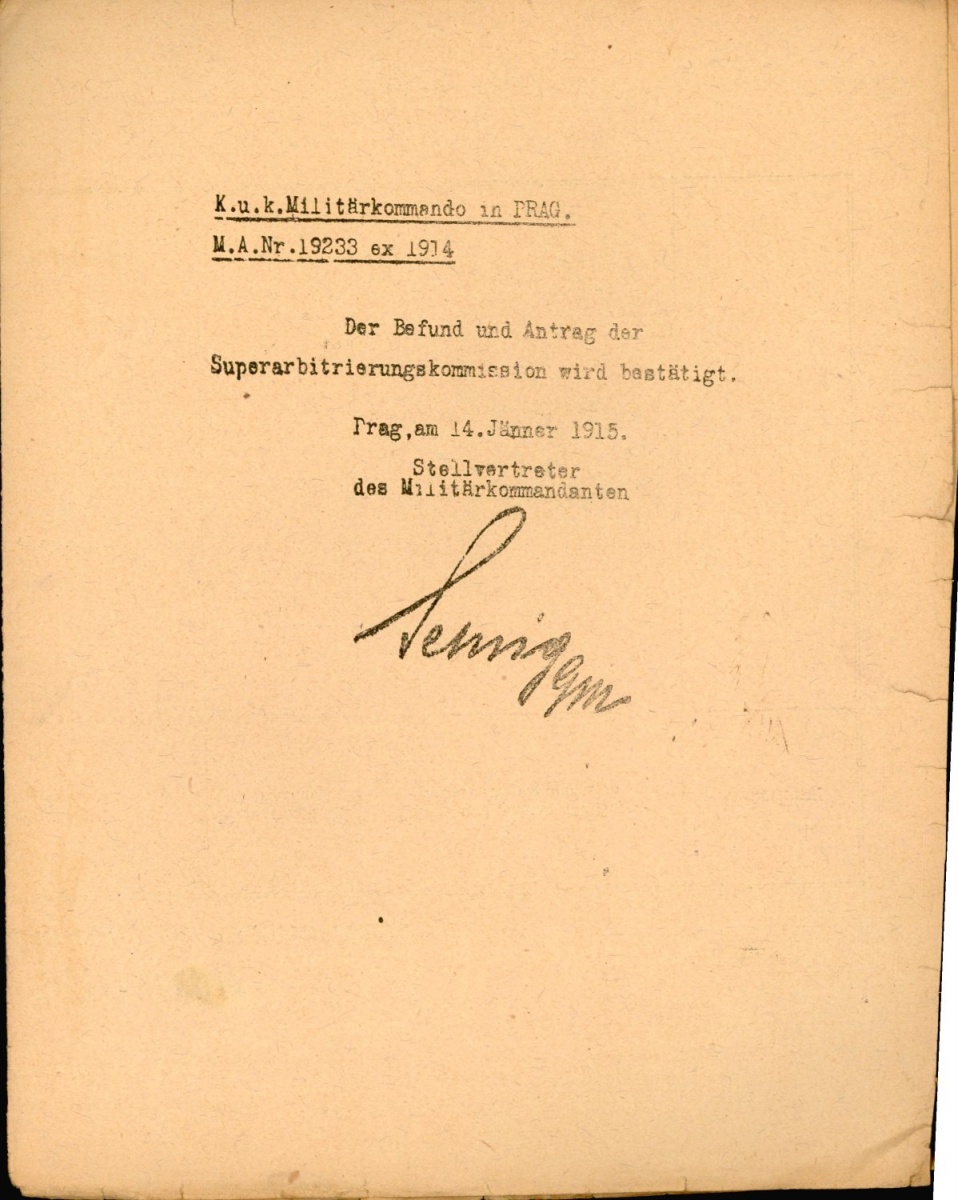 K.u.k.Militärkommando in PRAG.
M.A.Nr.19233 ex 1914
Der Befund und Antrag der
Superarbitrierungskommission wird bestätigt.
Prag,am 14.Jänner 1915.
Stellvertreter
des Militärkommandanten
GM